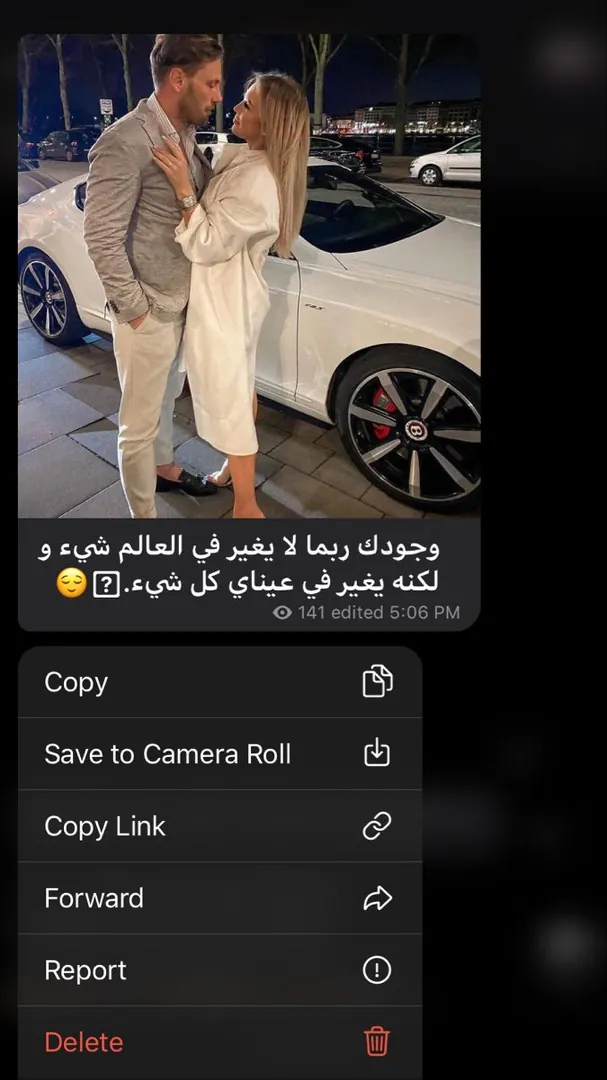 وجودك ربما لا يغير في العالم شيء و
لكنه يغير في عيناي كل شيء.
141 edited 5:06 PM
Copy
Save to Camera Roll
Copy Link
Forward
Report
Delete